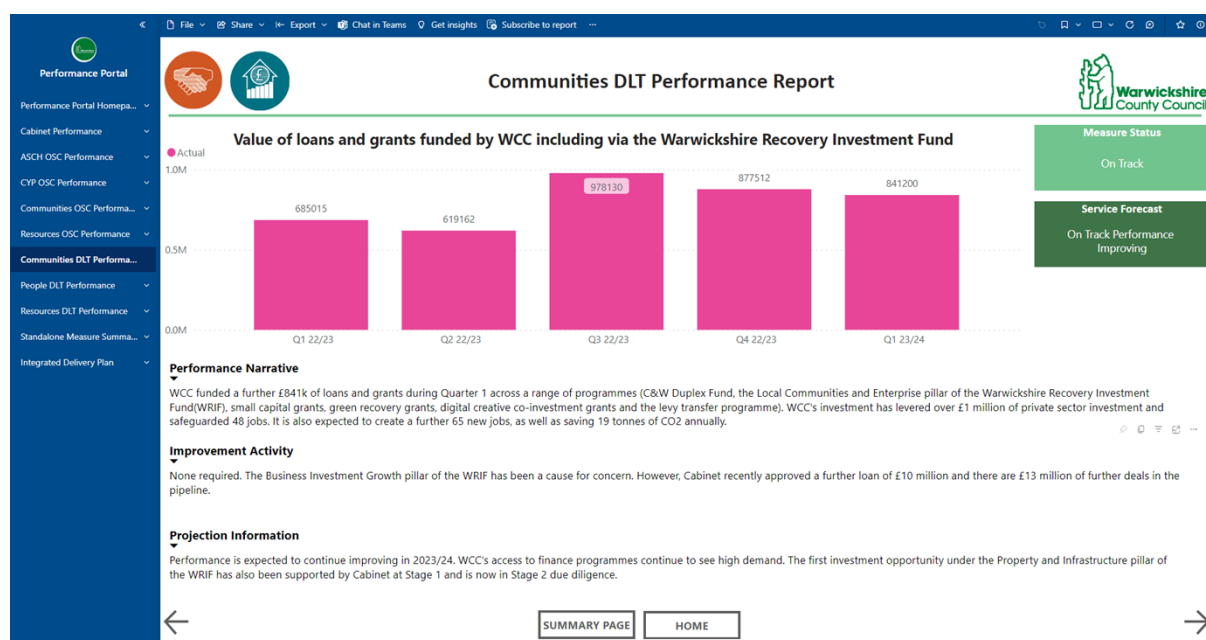 File
Share
Export
Chat in Teams
Get insights
Subscribe to report
Performance Portal
Performance Portal Homepa...
Cabinet Performance
ASCH OSC Performance
CYP OSC Performance
Communities OSC Performa...
Resources OSC Performance
Communities DLT Performa...
People DLT Performance
Resources DLT Performance
Standalone Measure Summa...
Integrated Delivery Plan
Communities DLT Performance Report
Warwickshire
County Council
Value of loans and grants funded by WCC including via the Warwickshire Recovery Investment Fund
Actual
1.0M
0.5M
0.0M
685015
619162
978130
877512
841200
Q1 22/23
Q2 22/23
Q3 22/23
Q4 22/23
Q1 23/24
Measure Status
On Track
Service Forecast
On Track Performance
Improving
Performance Narrative
WCC funded a further £841k of loans and grants during Quarter 1 across a range of programmes (C&W Duplex Fund, the Local Communities and Enterprise pillar of the Warwickshire Recovery Investment
Fund(WRIF), small capital grants, green recovery grants, digital creative co-investment grants and the levy transfer programme). WCC's investment has levered over £1 million of private sector investment and
safeguarded 48 jobs. It is also expected to create a further 65 new jobs, as well as saving 19 tonnes of CO2 annually.
Improvement Activity
None required. The Business Investment Growth pillar of the WRIF has been a cause for concern. However, Cabinet recently approved a further loan of £10 million and there are £13 million of further deals in the
pipeline.
Projection Information
Performance is expected to continue improving in 2023/24. WCC's access to finance programmes continue to see high demand. The first investment opportunity under the Property and Infrastructure pillar of
the WRIF has also been supported by Cabinet at Stage 1 and is now in Stage 2 due diligence.
SUMMARY PAGE
HOME